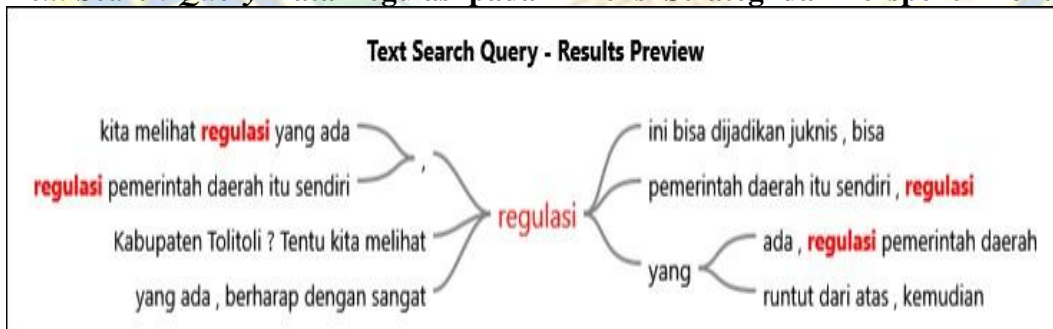 Text Search Query - Results Preview
kita melihat regulasi yang ada
regulasi pemerintah daerah itu sendiri
,
Kabupaten Tolitoli ? Tentu kita melihat
yang ada , berharap dengan sangat
regulasi
ini bisa dijadikan juknis , bisa
pemerintah daerah itu sendiri , regulasi
yang
ada , regulasi pemerintah daerah
runtut dari atas , kemudian